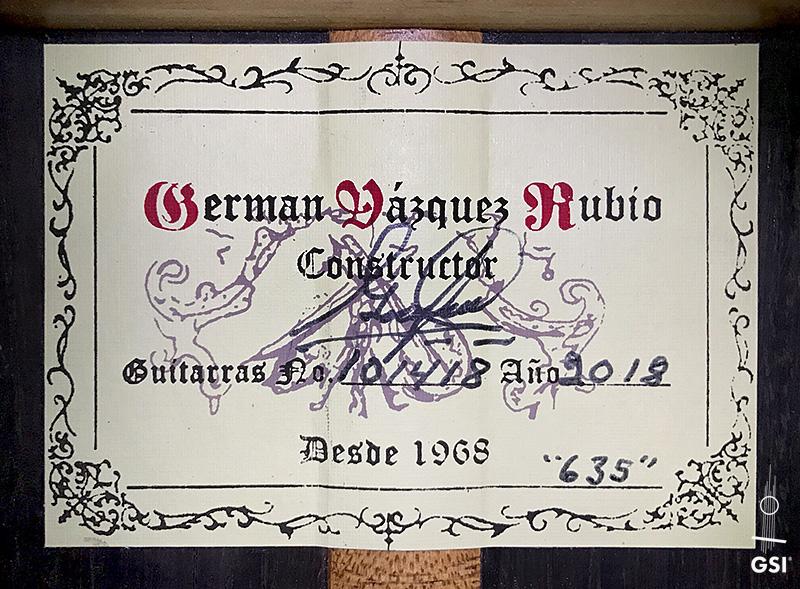 German Vázquez Rubio
Constructor
Guitarras No. 101418 Año 2018
Desde 1968
"635"
GSI